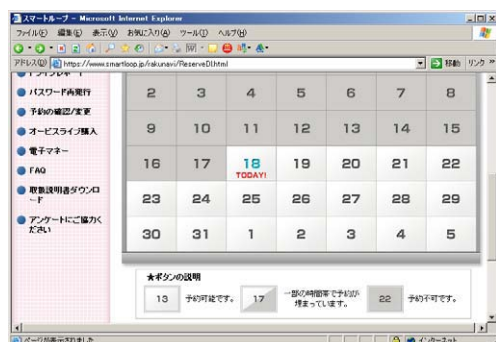 スマートループ - Microsoft Internet Explorer
ファイル(F) 編集(E) 表示(V) お気に入り(A) ツール(T) ヘルプ(H)
アドレス(D) https://www.smartloop.jp/rakunavi/ReserveDl.html 移動 リンク »
パスワード再発行
予約の確認/変更
オービスライブ購入
電子マネー
FAQ
取扱説明書ダウンロ
ード
アンケートにご協力く
ださい
2 3 4 5 6 7 8
9 10 11 12 13 14 15
16 17 18 19 20 21 22
TODAY!
23 24 25 26 27 28 29
30 31 1 2 3 4 5
★ボタンの説明
13 予約可能です。 17 一部の時間帯で予約が
埋まっています。 22 予約不可です。
ページが表示されました
インターネット